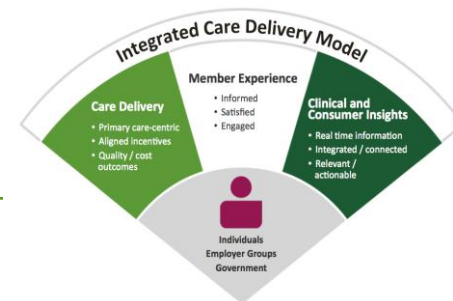 Integrated Care Delivery Model
Care Delivery
• Primary care-centric
• Aligned incentives
• Quality / cost
outcomes
Member Experience
• Informed
• Satisfied
• Engaged
Clinical and
Consumer Insights
• Real time information
• Integrated / connected
• Relevant /
actionable
Individuals
Employer Groups
Government